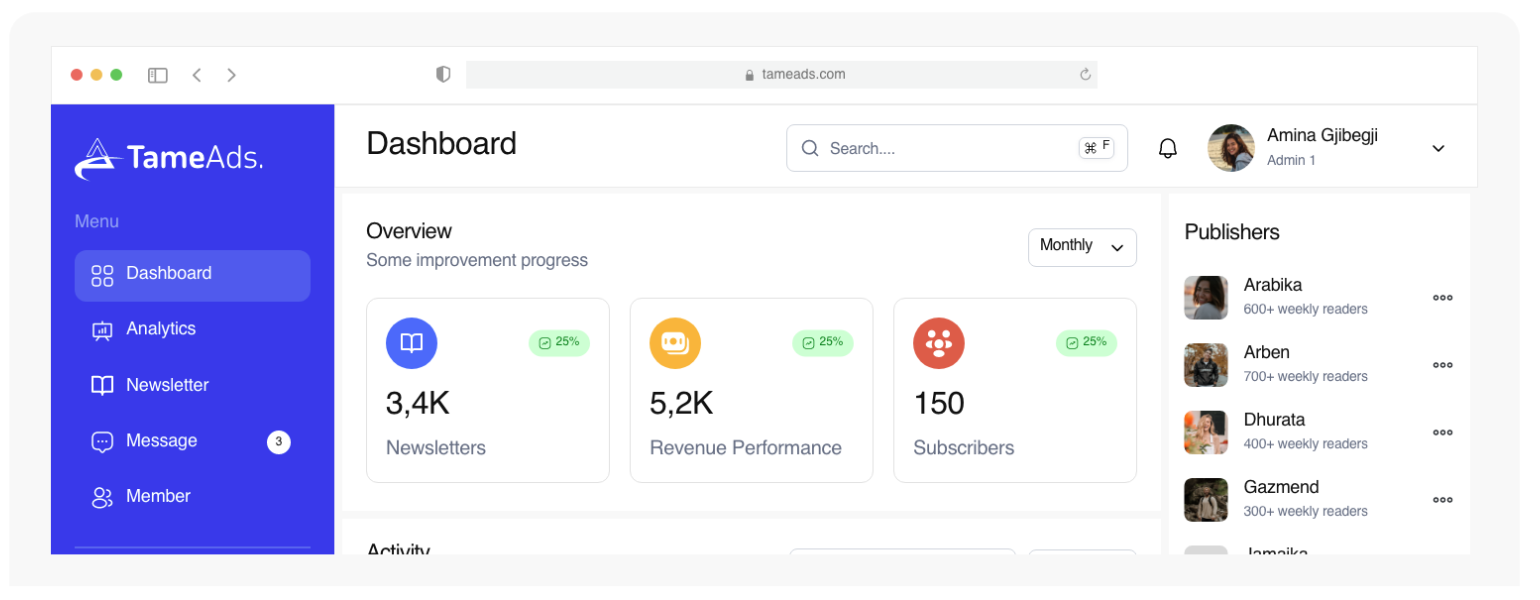 tameads.com
TameAds.
Menu
Dashboard
Analytics
Newsletter
Message
3
Member
Dashboard
Search....
⌘ F
Amina Gjibegji
Admin 1
Overview
Some improvement progress
Monthly
25%
3,4K
Newsletters
25%
5,2K
Revenue Performance
25%
150
Subscribers
Activity
Publishers
Arabika
600+ weekly readers
Arben
700+ weekly readers
Dhurata
400+ weekly readers
Gazmend
300+ weekly readers
Jamaika